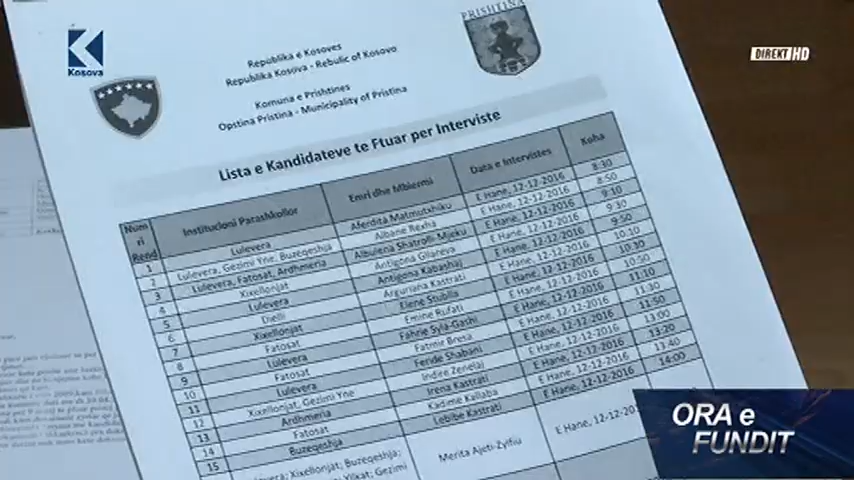 Kosova
DIREKT HD
PRISHTINA
Republika e Kosoves
Republika Kosova - Rebulic of Kosovo
Komuna e Prishtines
Opstina Pristina - Municipality of Pristina
Lista e Kandidateve te Ftuar per Interviste
Num ri Rend Institucioni Parashkollor Emri dhe Mbiemri Data e Intervistes Koha
1 Lulevera Aferdita Matmutxhiku E Hane, 12-12-2016 8:30
2 Lulevera, Gezimi Yne, Buzeqeshja Albane Rexha E Hane, 12-12-2016 8:50
3 Lulevera, Fatosat, Ardhmeria Albulena Shatrolli-Mjeku E Hane, 12-12-2016 9:10
4 Xixellonjat Antigona Gllareva E Hane, 12-12-2016 9:30
5 Lulevera Antigona Kabashaj E Hane, 12-12-2016 9:50
6 Dielli Arguriana Kastrati E Hane, 12-12-2016 10:10
7 Xixellonjat Elene Stublla E Hane, 12-12-2016 10:30
8 Fatosat Emine Rufati E Hane, 12-12-2016 10:50
9 Lulevera Fahrie Syla-Gashi E Hane, 12-12-2016 11:10
10 Fatosat Fatmir Bresa E Hane, 12-12-2016 11:30
11 Lulevera Feride Shabani E Hane, 12-12-2016 11:50
12 Xixellonjat, Gezimi Yne Indire Zenelaj E Hane, 12-12-2016 13:00
13 Ardhmeria Irena Kastrati E Hane, 12-12-2016 13:20
14 Fatosat Kadime Kallaba E Hane, 12-12-2016 13:40
15 Buzeqeshja Lebibe Kastrati E Hane, 12-12-2016 14:00
Xixellonjat; Buzeqeshja; Merita Ajeti-Zylfiu E Hane,
Gezimi
ORA e
FUNDIT